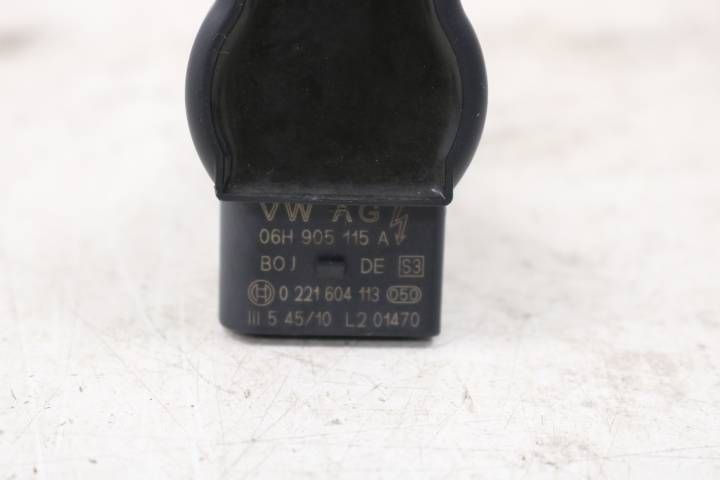 VW AG
06H 905 115 A
BOJ DE S3
0 221 604 113 050
III 5 45/10 L2 01470